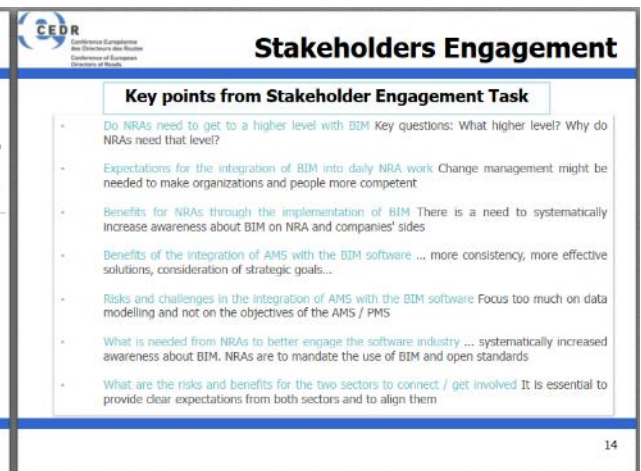 CEDR
Conférence Européenne
des Directeurs des Routes
Conference of European
Directors of Roads
Stakeholders Engagement
Key points from Stakeholder Engagement Task
- Do NRAs need to get to a higher level with BIM Key questions: What higher level? Why do
NRAs need that level?
- Expectations for the integration of BIM into daily NRA work Change management might be
needed to make organizations and people more competent
- Benefits for NRAs through the implementation of BIM There is a need to systematically
increase awareness about BIM on NRA and companies' sides
- Benefits of the integration of AMS with the BIM software ... more consistency, more effective
solutions, consideration of strategic goals...
- Risks and challenges in the integration of AMS with the BIM software Focus too much on data
modelling and not on the objectives of the AMS / PMS
- What is needed from NRAs to better engage the software industry ... systematically increased
awareness about BIM. NRAs are to mandate the use of BIM and open standards
- What are the risks and benefits for the two sectors to connect / get involved It is essential to
provide clear expectations from both sectors and to align them
14